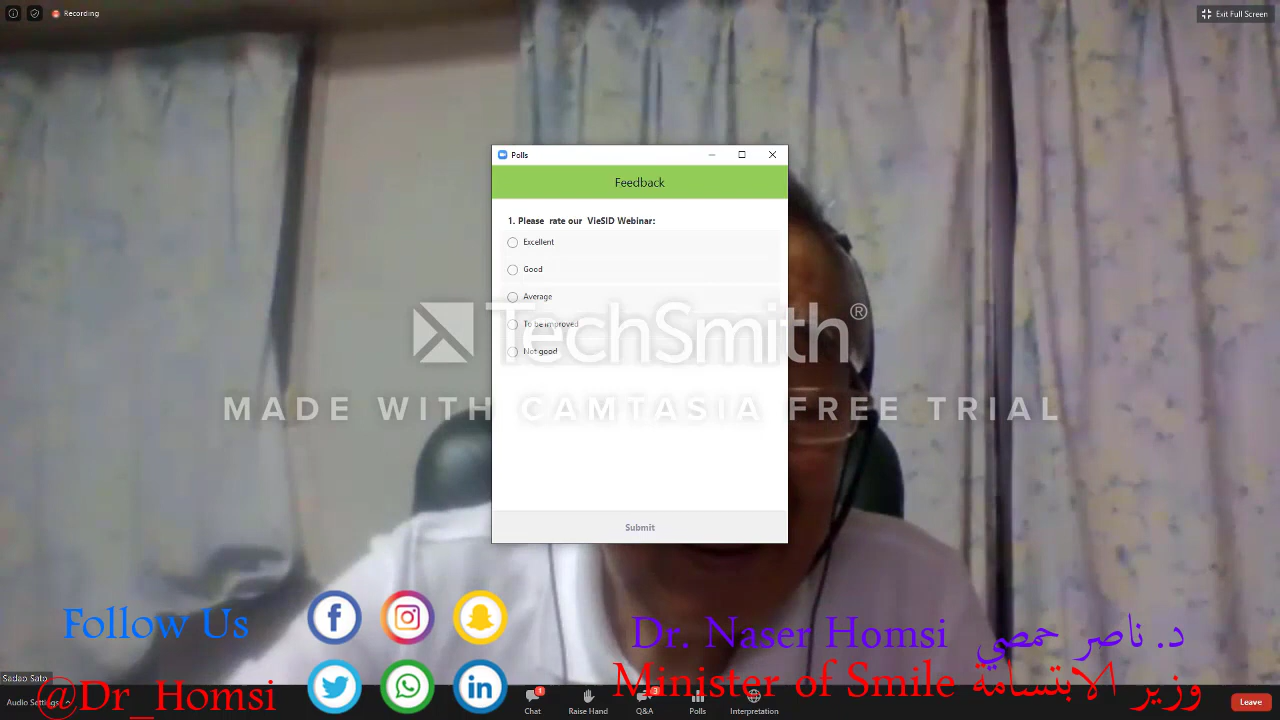 Recording
Exit Full Screen
Polls
Feedback
1. Please rate our VieSID Webinar:
Excellent
Good
Average
To be improved
Not good
TechSmith®
MADE WITH CAMTASIA FREE TRIAL
Submit
Follow Us
Dr. Naser Homsi د. ناصر حمصي
Sadao Sato
Minister of Smile وزير الابتسامة
@Dr_Homsi
Audio Settings
Chat
1
Raise Hand
Q&A
3
Polls
Interpretation
Leave